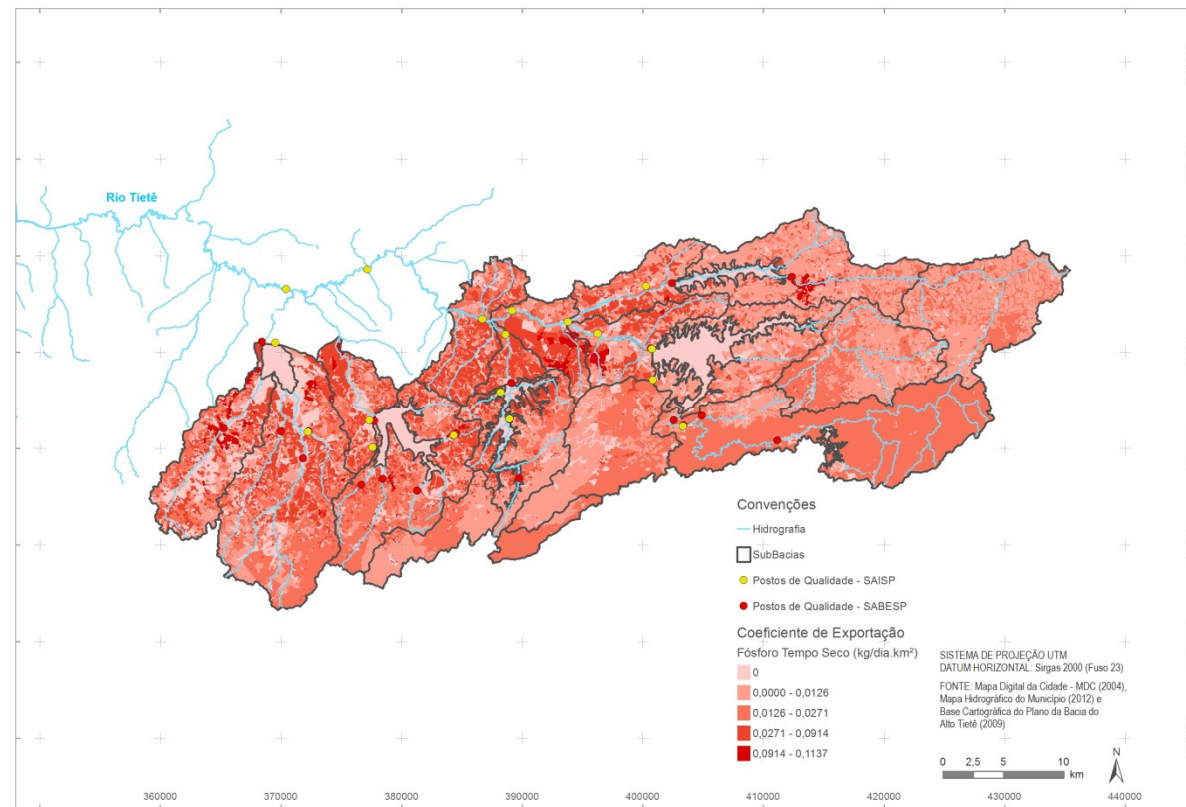 Rio Tietê
Convenções
Hidrografia
SubBacias
Postos de Qualidade - SAISP
Postos de Qualidade - SABESP
Coeficiente de Exportação
Fósforo Tempo Seco (kg/dia.km²)
0
0,0000 - 0,0126
0,0126 - 0,0271
0,0271 - 0,0914
0,0914 - 0,1137
SISTEMA DE PROJEÇÃO UTM
DATUM HORIZONTAL: Sirgas 2000 (Fuso 23)
FONTE: Mapa Digital da Cidade - MDC (2004),
Mapa Hidrográfico do Município (2012) e
Base Cartográfica do Plano da Bacia do
Alto Tietê (2009)
0 2,5 5 10
km
N
360000 370000 380000 390000 400000 410000 420000 430000 440000